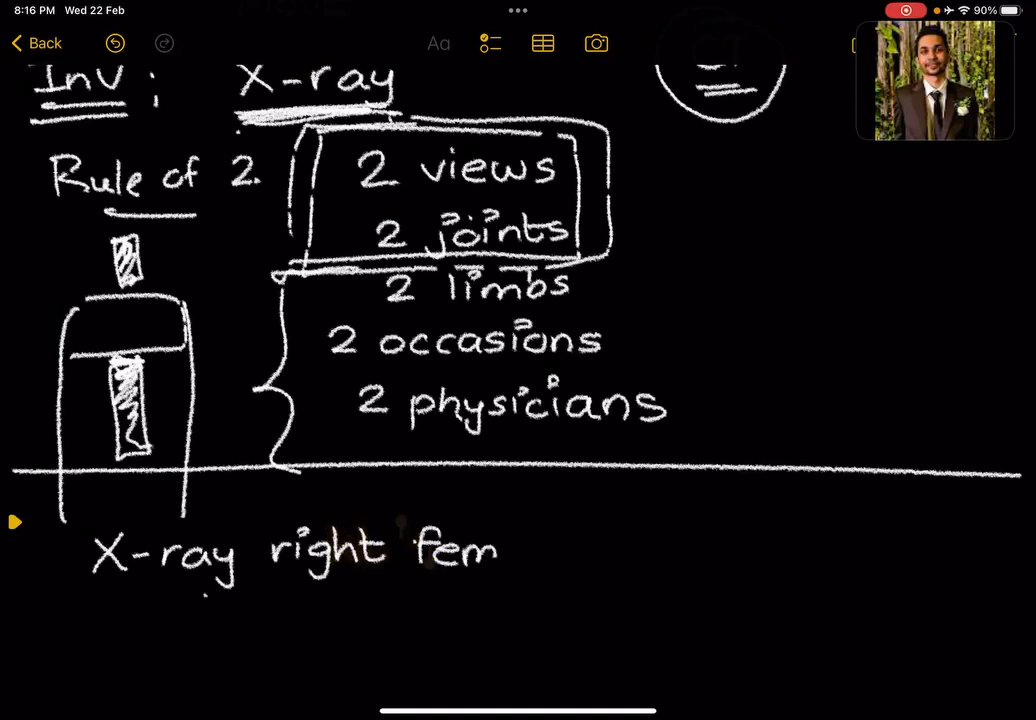 8:16 PM Wed 22 Feb
90%
Back
Aa
Inv : X-ray
Rule of 2. 2 views
2 joints
2 limbs
2 occasions
2 physicians
X-ray right fem